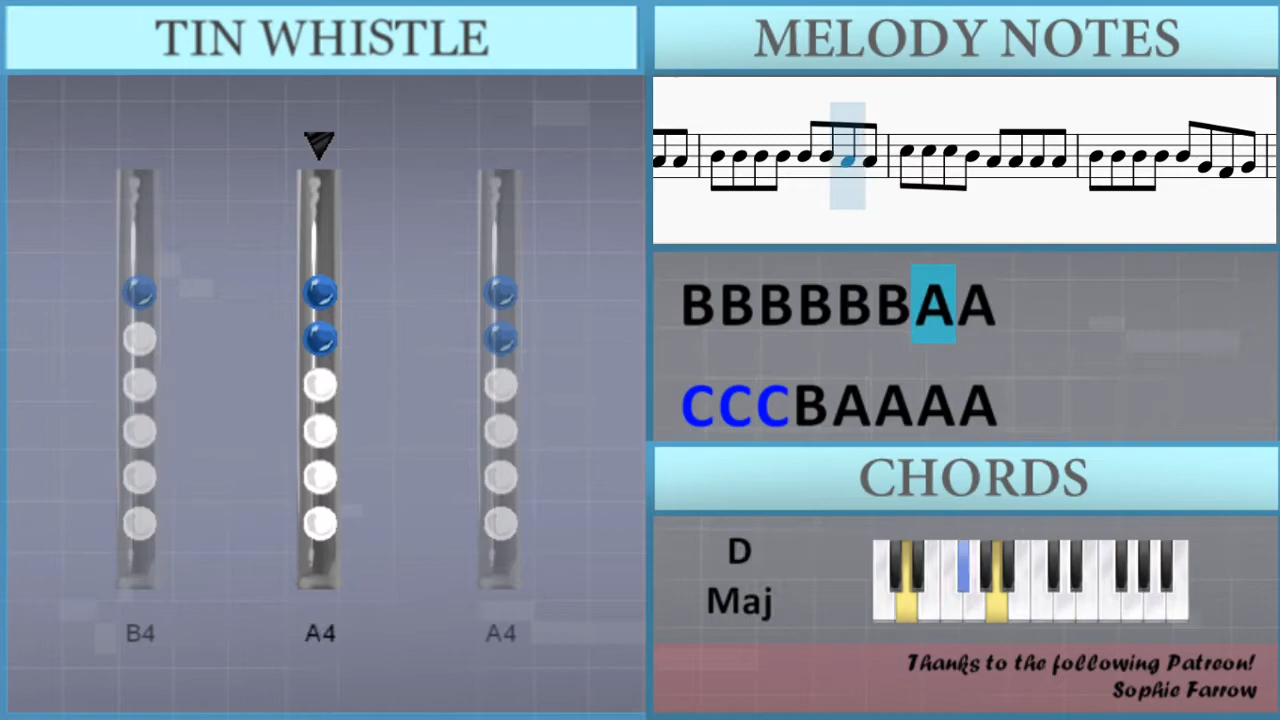 TIN WHISTLE
B4
A4
A4
MELODY NOTES
BBBBBBAA
CCCBAAAA
CHORDS
D
Maj
Thanks to the following Patreon!
Sophie Farrow